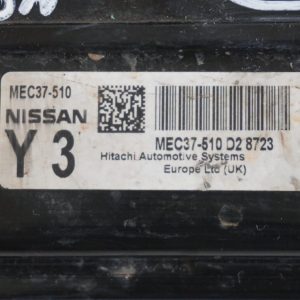 MEC37-510
NISSAN
Y 3
MEC37-510 D2 8723
Hitachi Automotive Systems
Europe Ltd (UK)